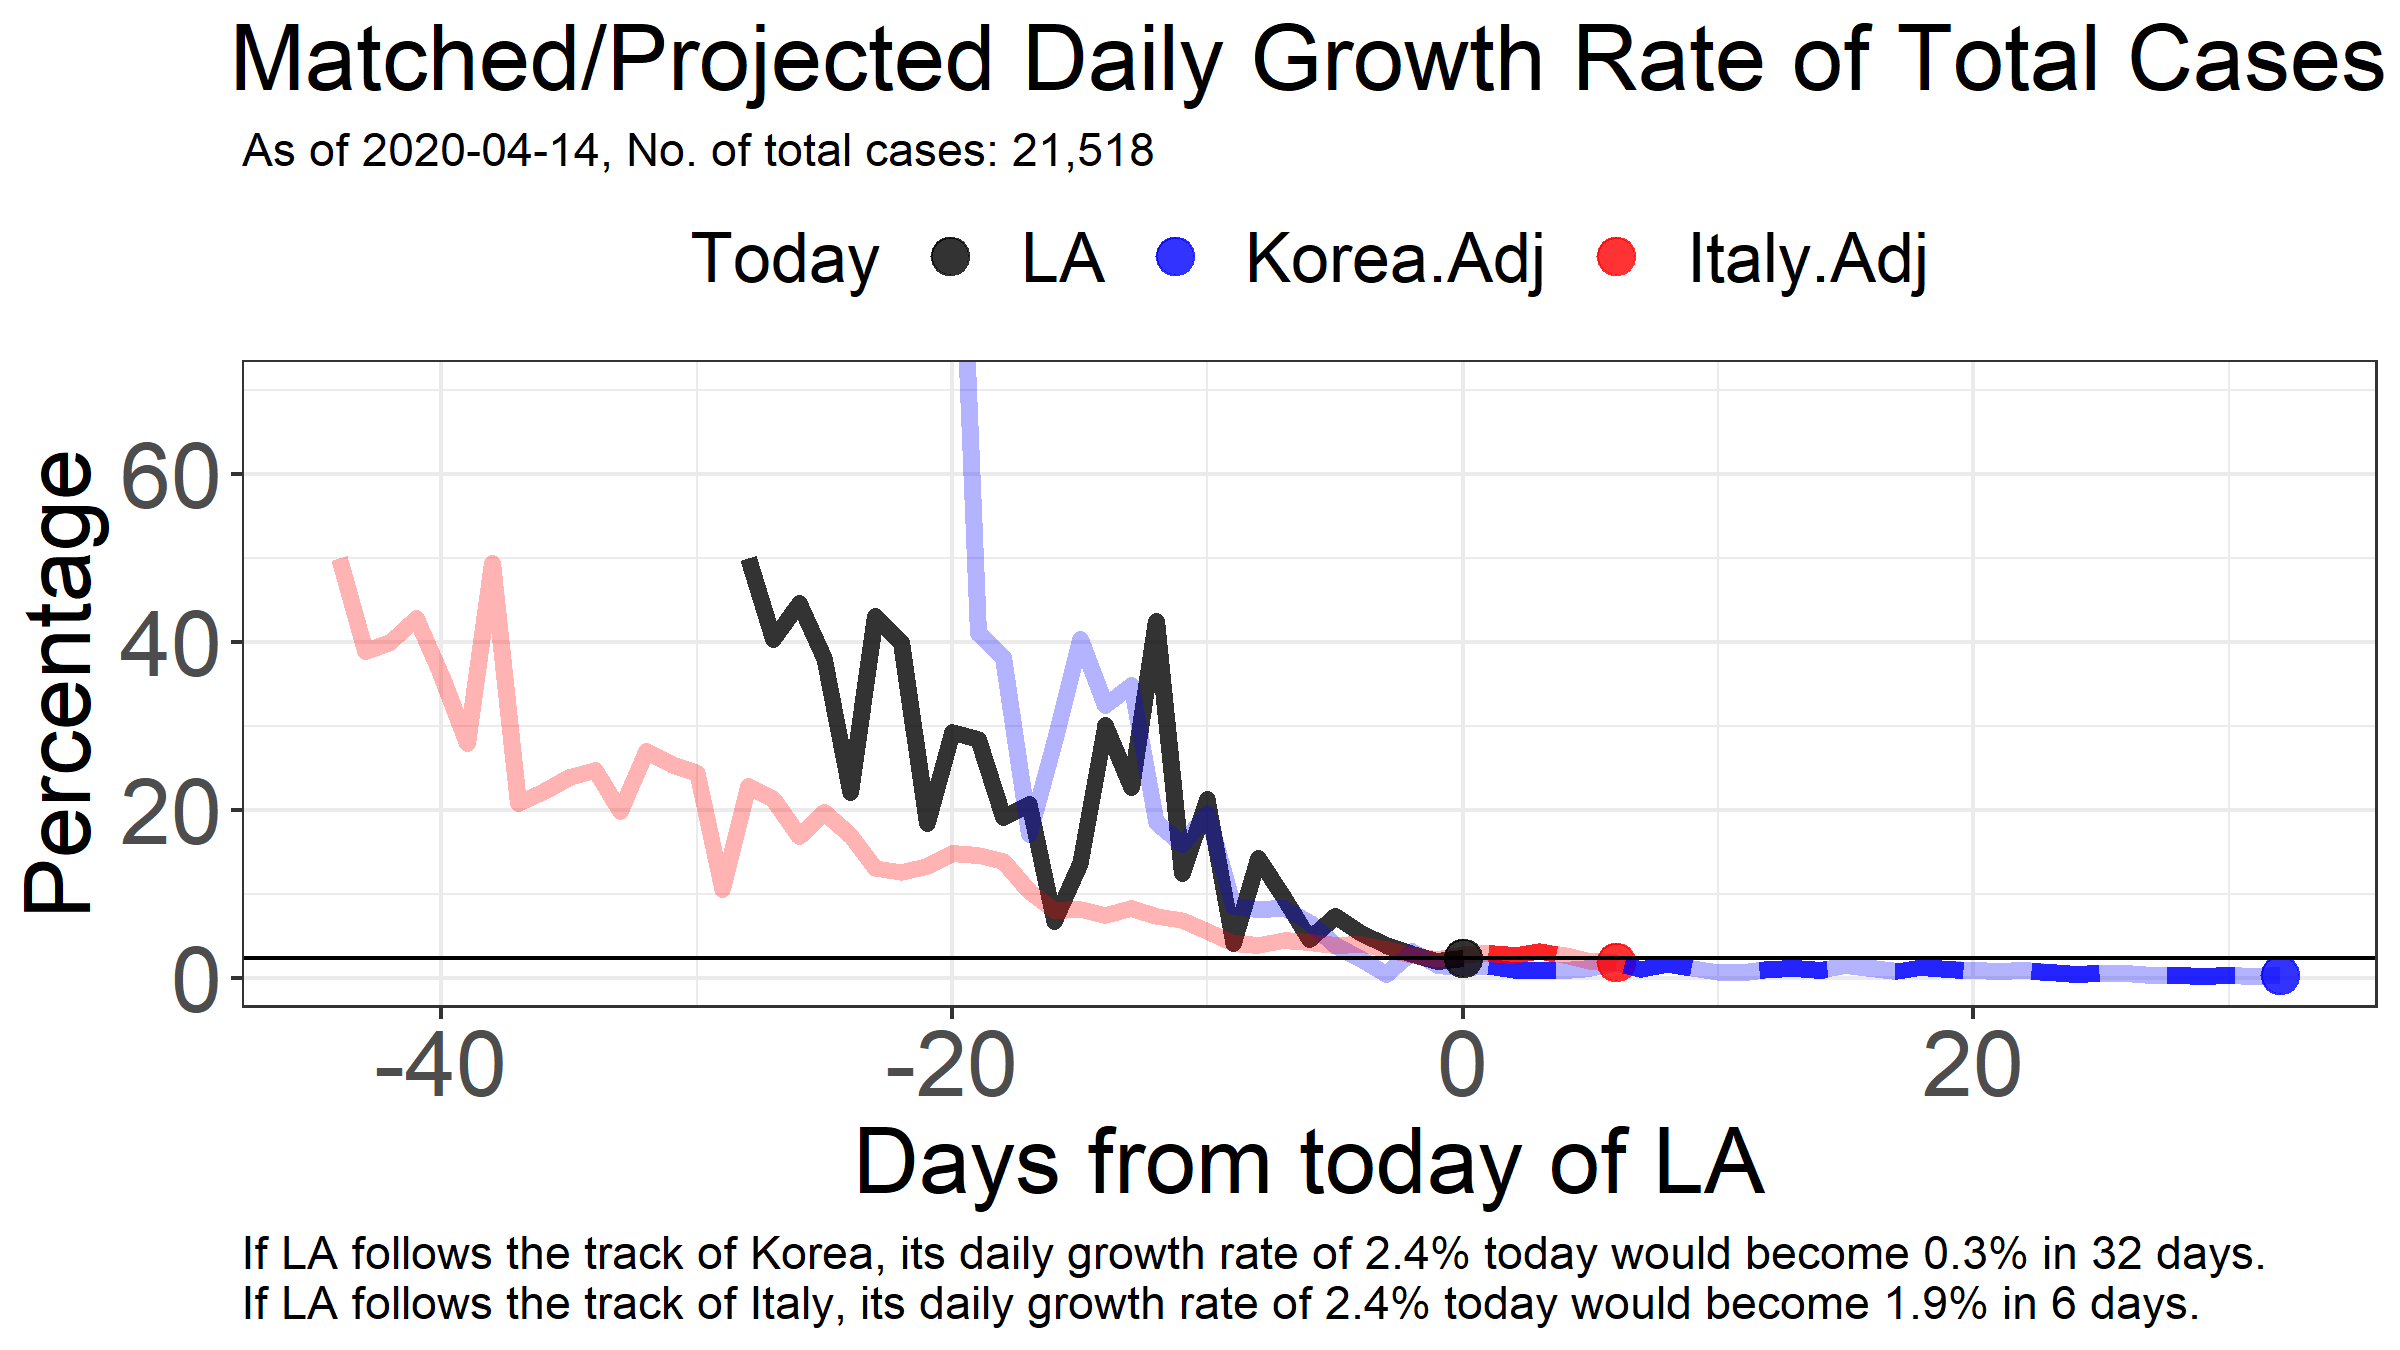 Matched/Projected Daily Growth Rate of Total Cases
As of 2020-04-14, No. of total cases: 21,518
Today LA Korea.Adj Italy.Adj
Percentage
60
40
20
0
-40 -20 0 20
Days from today of LA
If LA follows the track of Korea, its daily growth rate of 2.4% today would become 0.3% in 32 days.
If LA follows the track of Italy, its daily growth rate of 2.4% today would become 1.9% in 6 days.